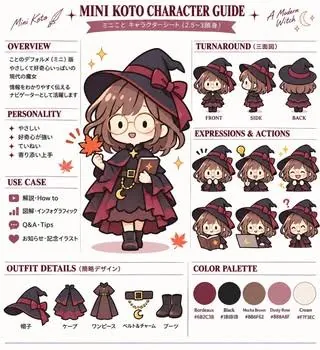 Mini Koto
MINI KOTO CHARACTER GUIDE
ミニこと キャラクターシート (2.5〜3頭身)
A Modern Witch
OVERVIEW
ことのデフォルメ(ミニ)版
やさしくて好奇心いっぱいの
現代の魔女
情報をわかりやすく伝える
ナビゲーターとして活躍します
PERSONALITY
やさしい
好奇心が強い
ていねい
寄り添い上手
USE CASE
解説・How to
図解・インフォグラフィック
Q&A・Tips
お知らせ・記念イラスト
TURNAROUND (三面図)
FRONT
SIDE
BACK
EXPRESSIONS & ACTIONS
OUTFIT DETAILS (簡略デザイン)
帽子
ケープ
ワンピース
ベルト&チャーム
ブーツ
COLOR PALETTE
Bordeaux
Black
Mocha Brown
Dusty Rose
Cream